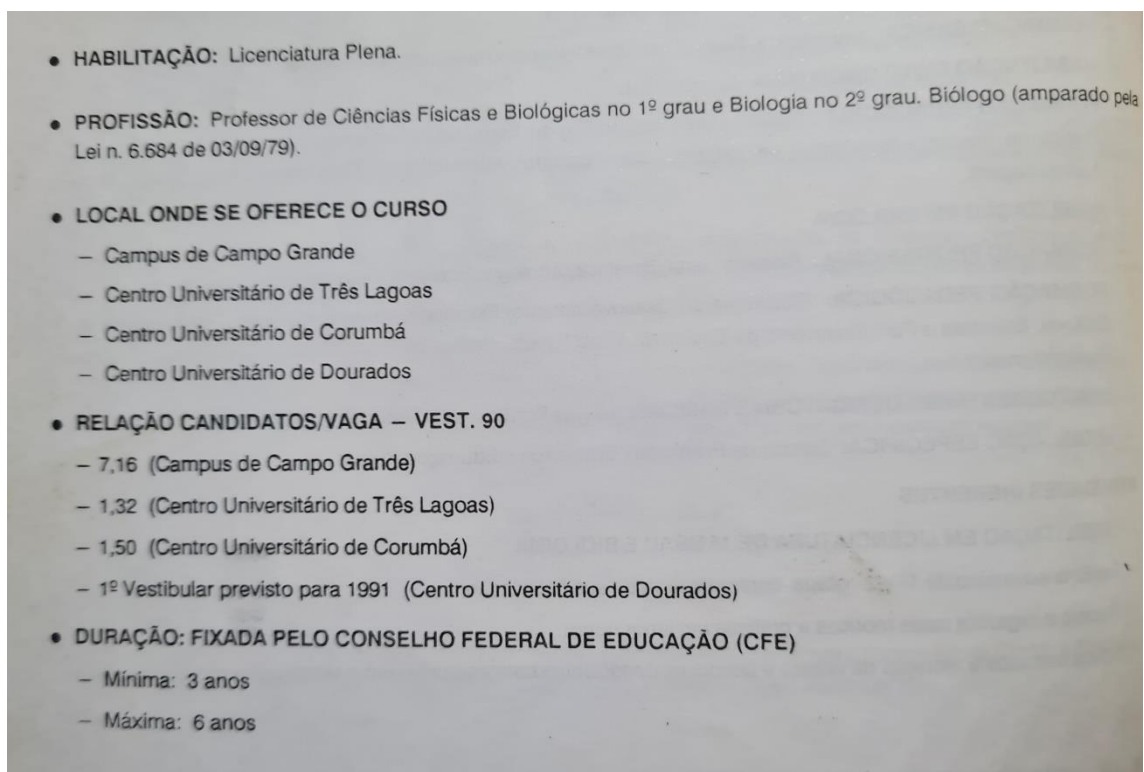 • HABILITAÇÃO: Licenciatura Plena.
• PROFISSÃO: Professor de Ciências Físicas e Biológicas no 1º grau e Biologia no 2º grau. Biólogo (amparado pela
Lei n. 6.684 de 03/09/79).
• LOCAL ONDE SE OFERECE O CURSO
– Campus de Campo Grande
– Centro Universitário de Três Lagoas
– Centro Universitário de Corumbá
– Centro Universitário de Dourados
• RELAÇÃO CANDIDATOS/VAGA – VEST. 90
– 7,16 (Campus de Campo Grande)
– 1,32 (Centro Universitário de Três Lagoas)
– 1,50 (Centro Universitário de Corumbá)
– 1º Vestibular previsto para 1991 (Centro Universitário de Dourados)
• DURAÇÃO: FIXADA PELO CONSELHO FEDERAL DE EDUCAÇÃO (CFE)
– Mínima: 3 anos
– Máxima: 6 anos